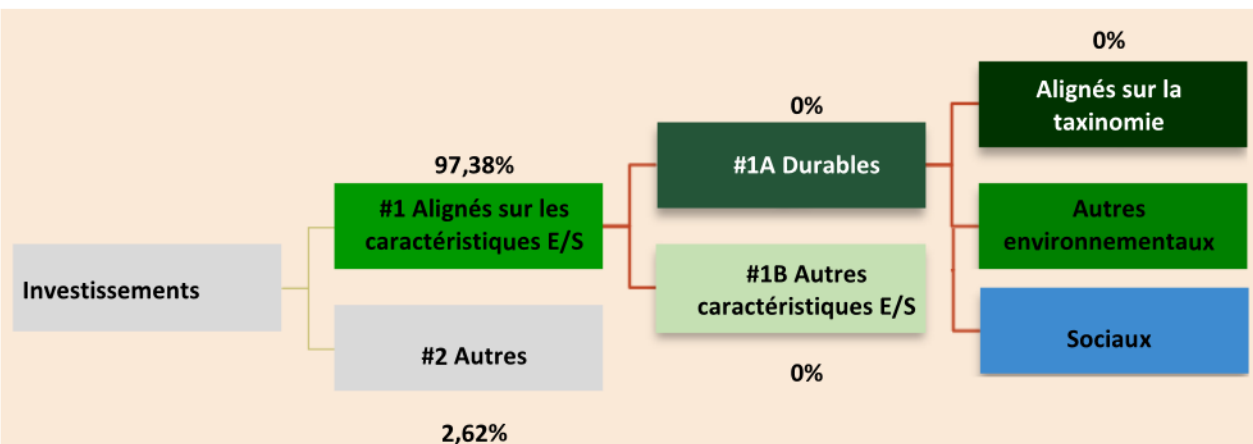 0%
Alignés sur la
taxinomie
0%
#1A Durables
97,38%
#1 Alignés sur les
caractéristiques E/S
Autres
environnementaux
Investissements
#1B Autres
caractéristiques E/S
#2 Autres
Sociaux
0%
2,62%